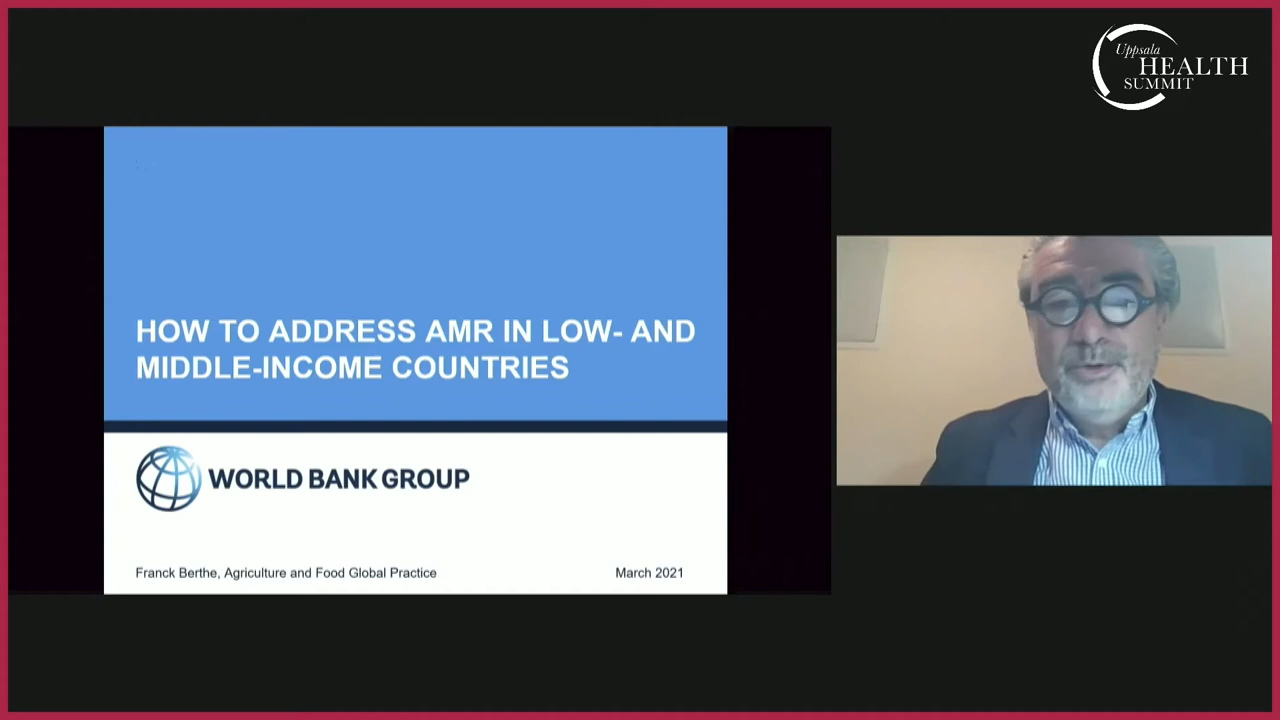 Uppsala
HEALTH
SUMMIT
HOW TO ADDRESS AMR IN LOW- AND
MIDDLE-INCOME COUNTRIES
WORLD BANK GROUP
Franck Berthe, Agriculture and Food Global Practice March 2021